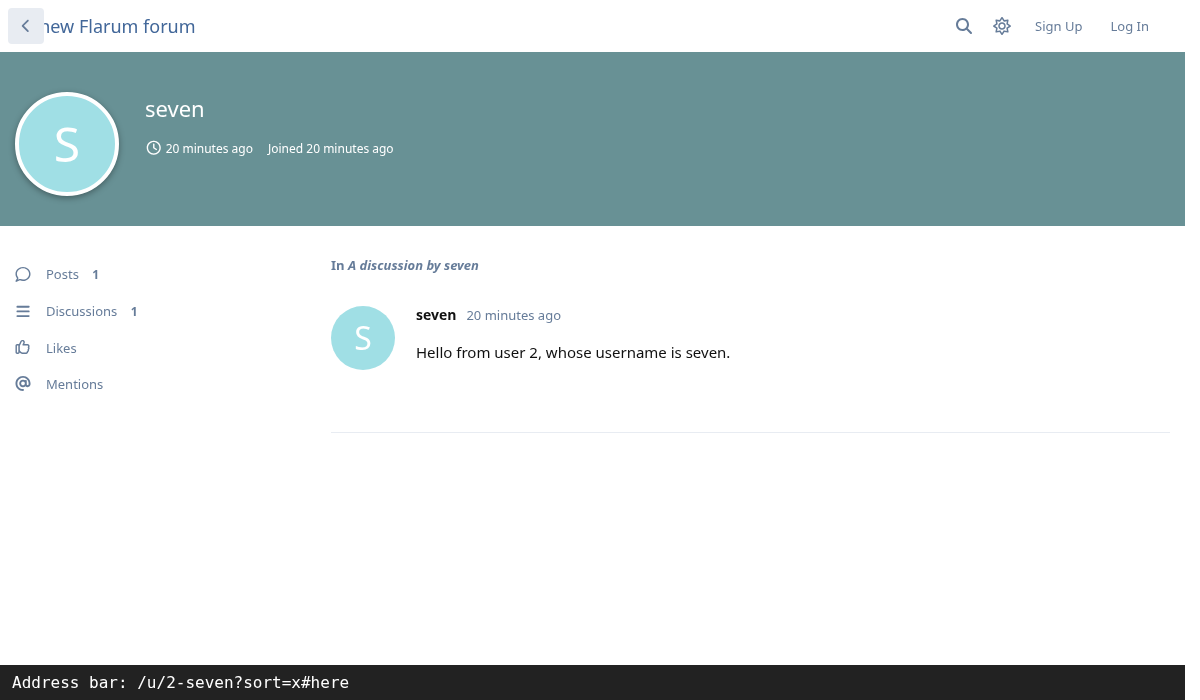 new Flarum forum
Sign Up
Log In
S
seven
20 minutes ago Joined 20 minutes ago
Posts 1
Discussions 1
Likes
Mentions
In A discussion by seven
S
seven 20 minutes ago
Hello from user 2, whose username is seven.
Address bar: /u/2-seven?sort=x#here